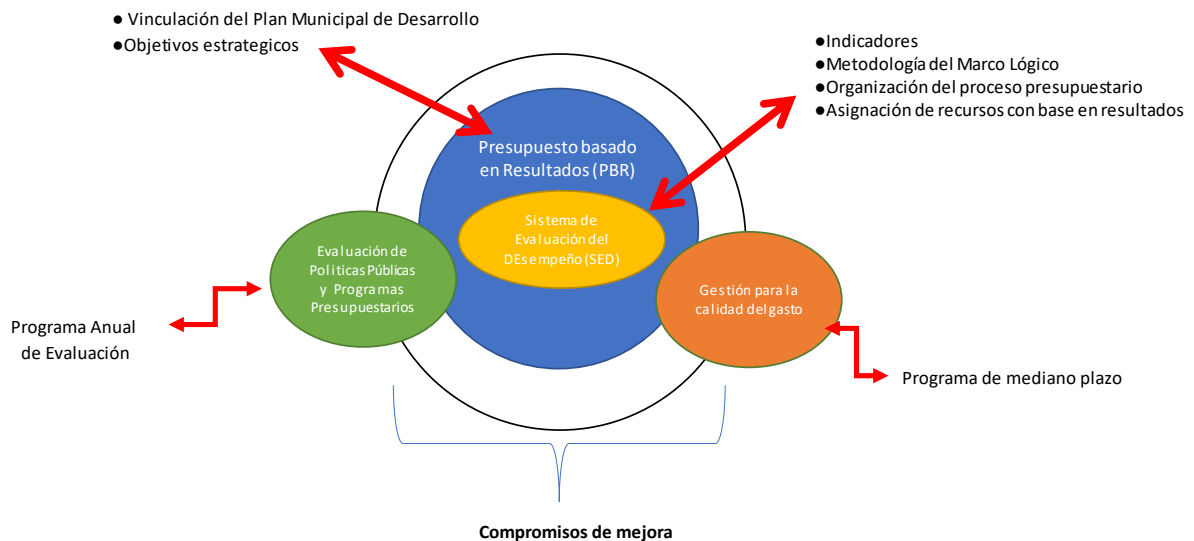 ● Vinculación del Plan Municipal de Desarrollo
●Objetivos estrategicos
●Indicadores
●Metodología del Marco Lógico
●Organización del proceso presupuestario
●Asignación de recursos con base en resultados
Presupuesto basado
en Resultados (PBR)
Sistema de
Evaluación del
DEsempeño (SED)
Evaluación de
Politicas Públicas
y Programas
Presupuestarios
Gestión para la
calidad del gasto
Programa Anual
de Evaluación
Programa de mediano plazo
Compromisos de mejora